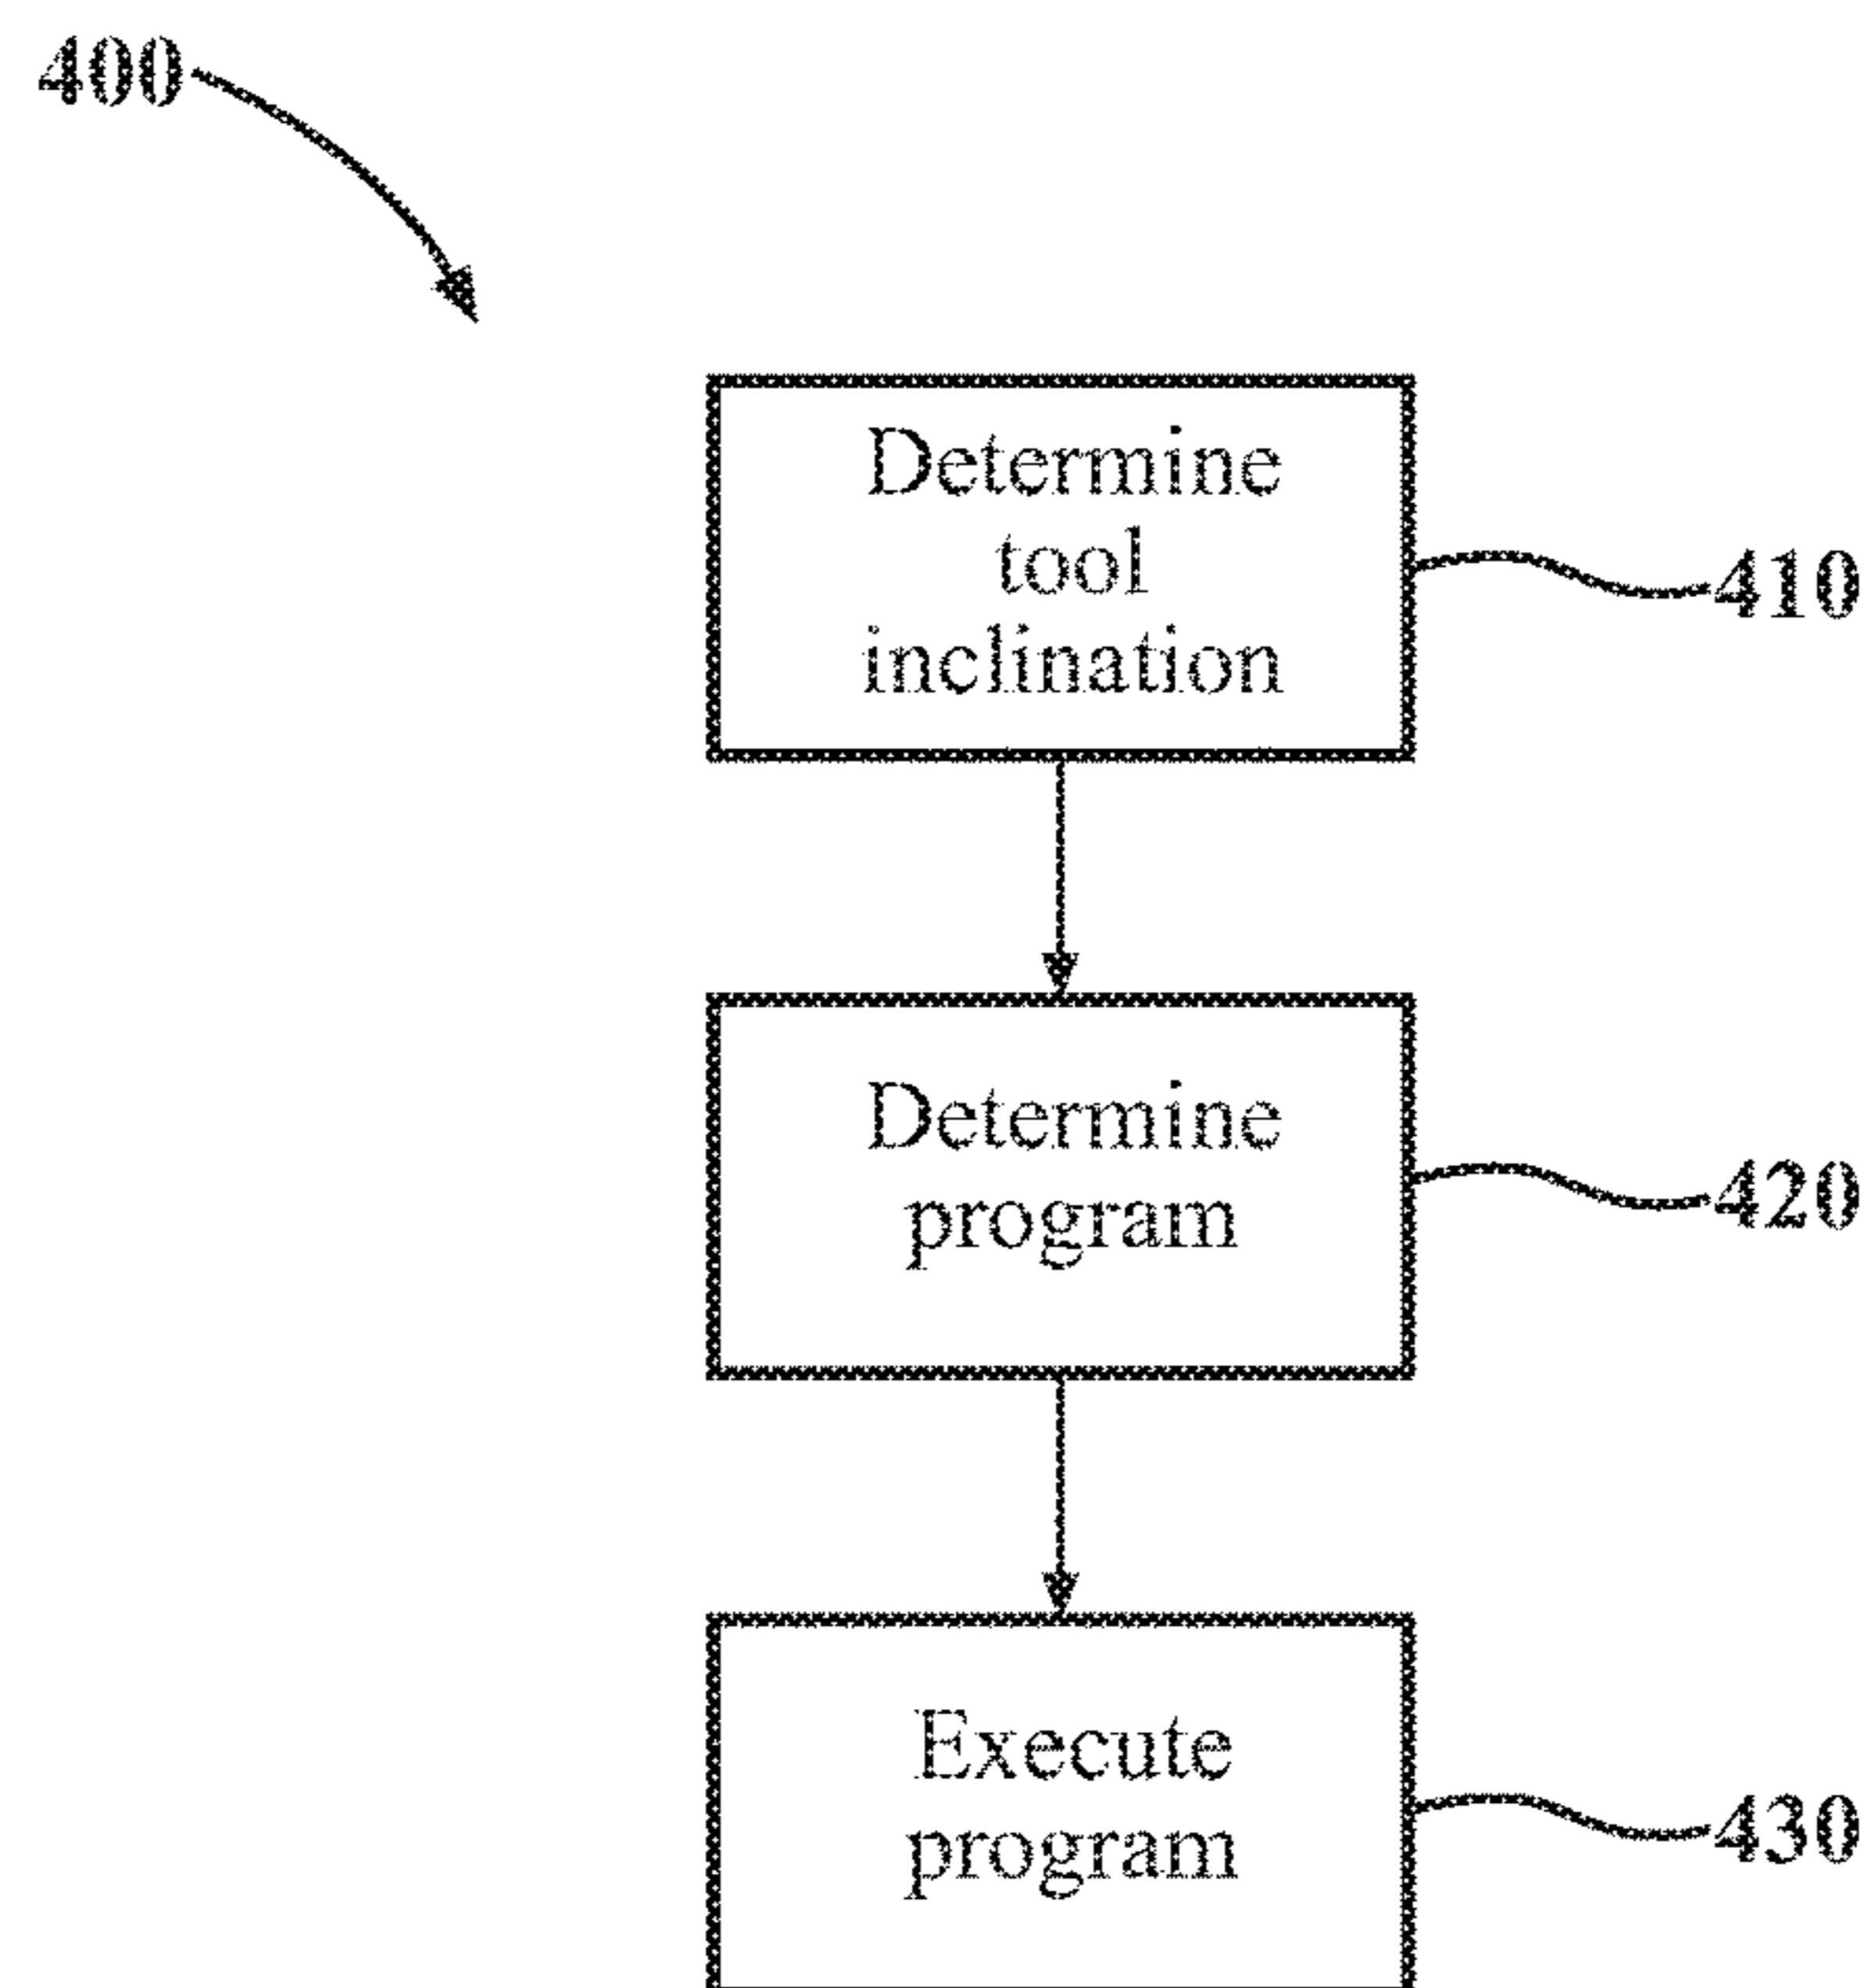 400
Determine
tool
inclination
410
Determine
program
420
Execute
program
430